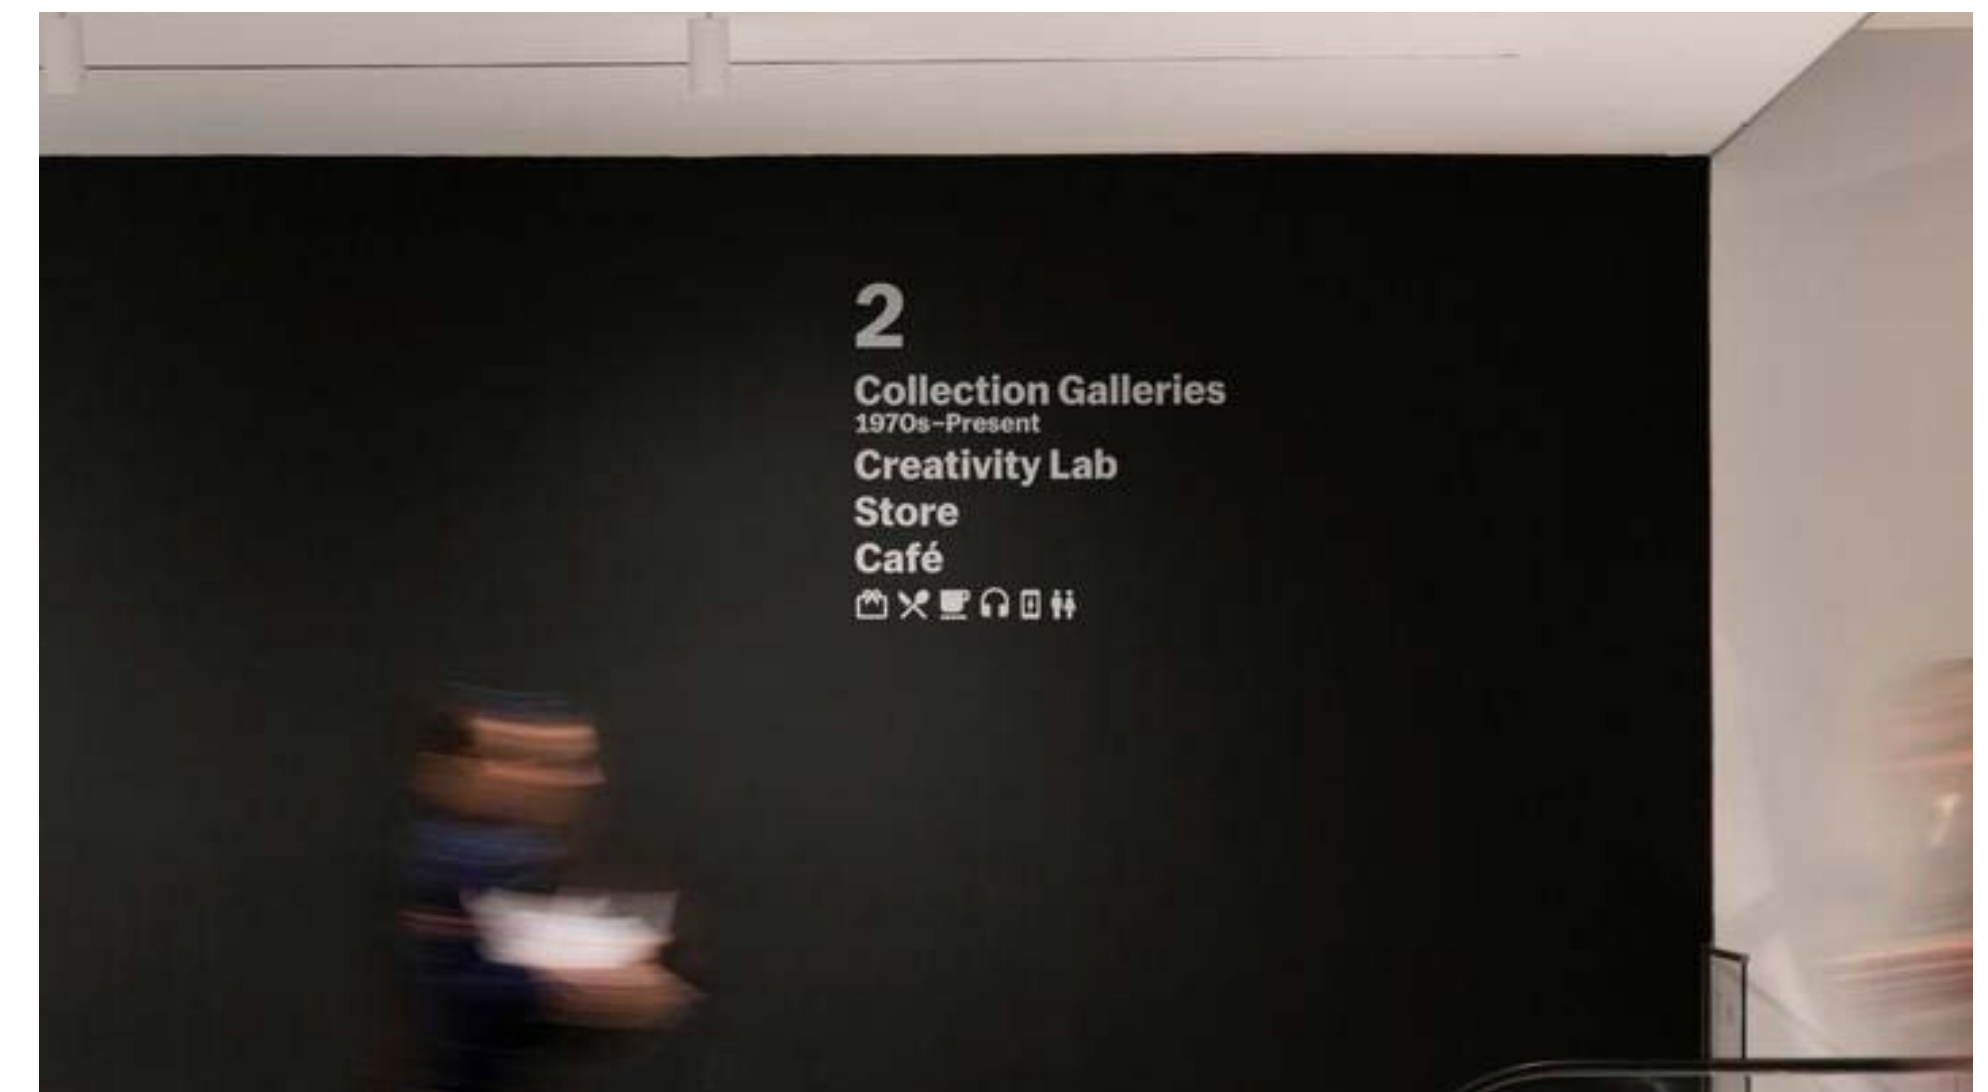 2
Collection Galleries
1970s–Present
Creativity Lab
Store
Café